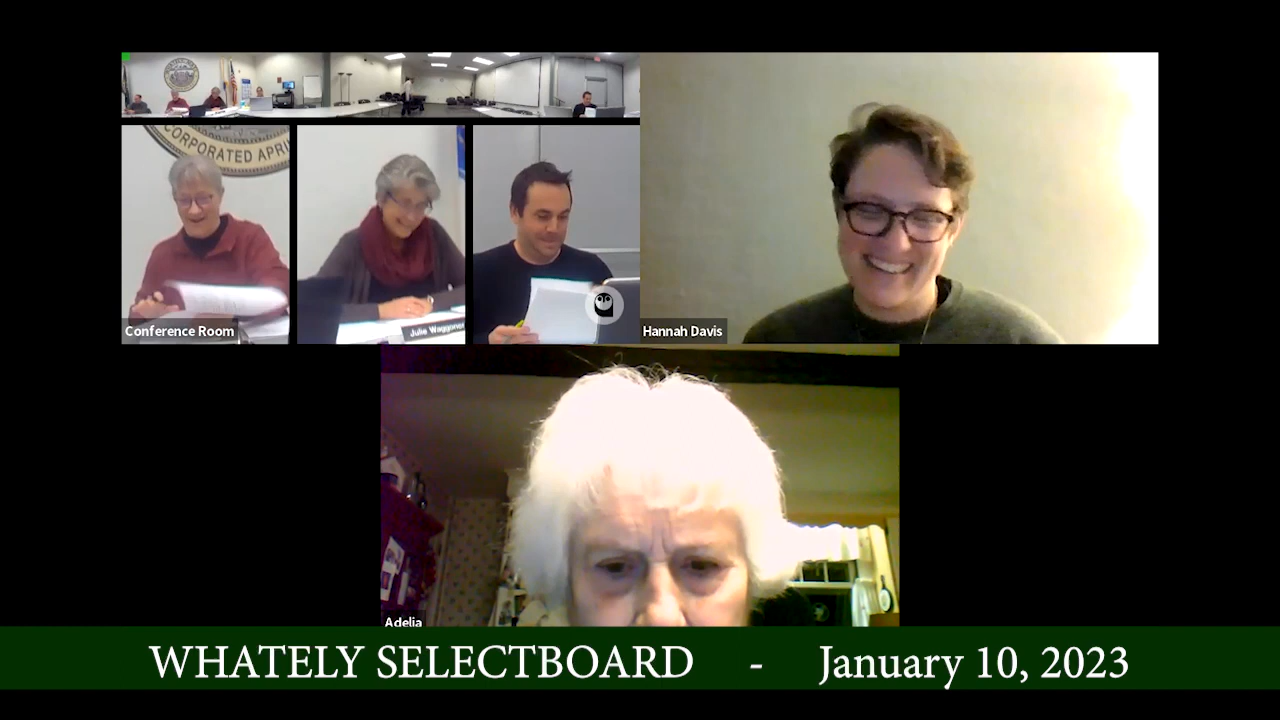 CORPORATED APRI
Conference Room
Julie Waggoner
Hannah Davis
Adelia
WHATELY SELECTBOARD - January 10, 2023